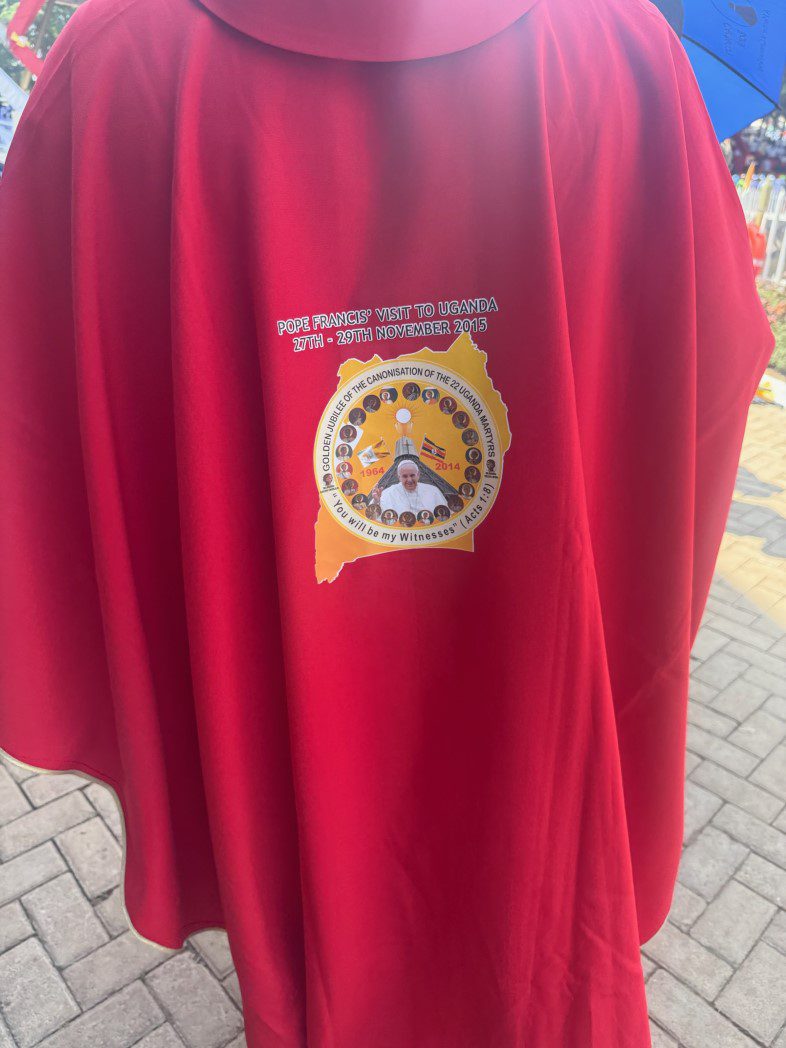 POPE FRANCIS' VISIT TO UGANDA
27TH - 29TH NOVEMBER 2015
GOLDEN JUBILEE OF THE CANONISATION OF THE 22 UGANDA MARTYRS
1964
2014
"You will be my Witnesses" (Acts 1:8)